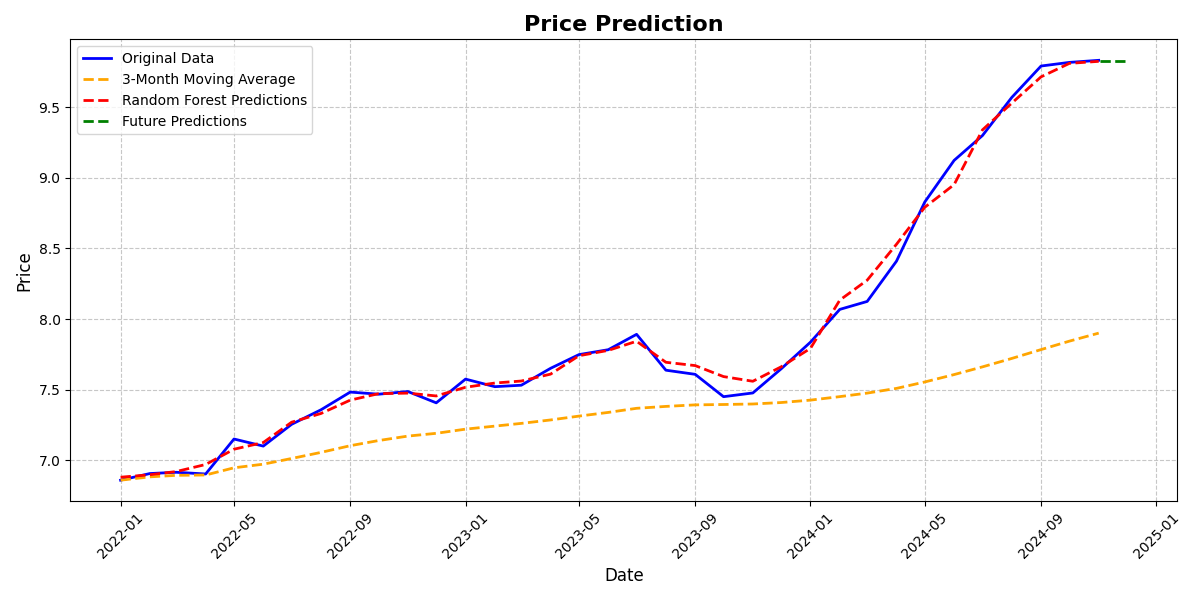 Price Prediction
Original Data
3-Month Moving Average
Random Forest Predictions
Future Predictions
Price
9.5
9.0
8.5
8.0
7.5
7.0
2022-01
2022-05
2022-09
2023-01
2023-05
2023-09
2024-01
2024-05
2024-09
2025-01
Date